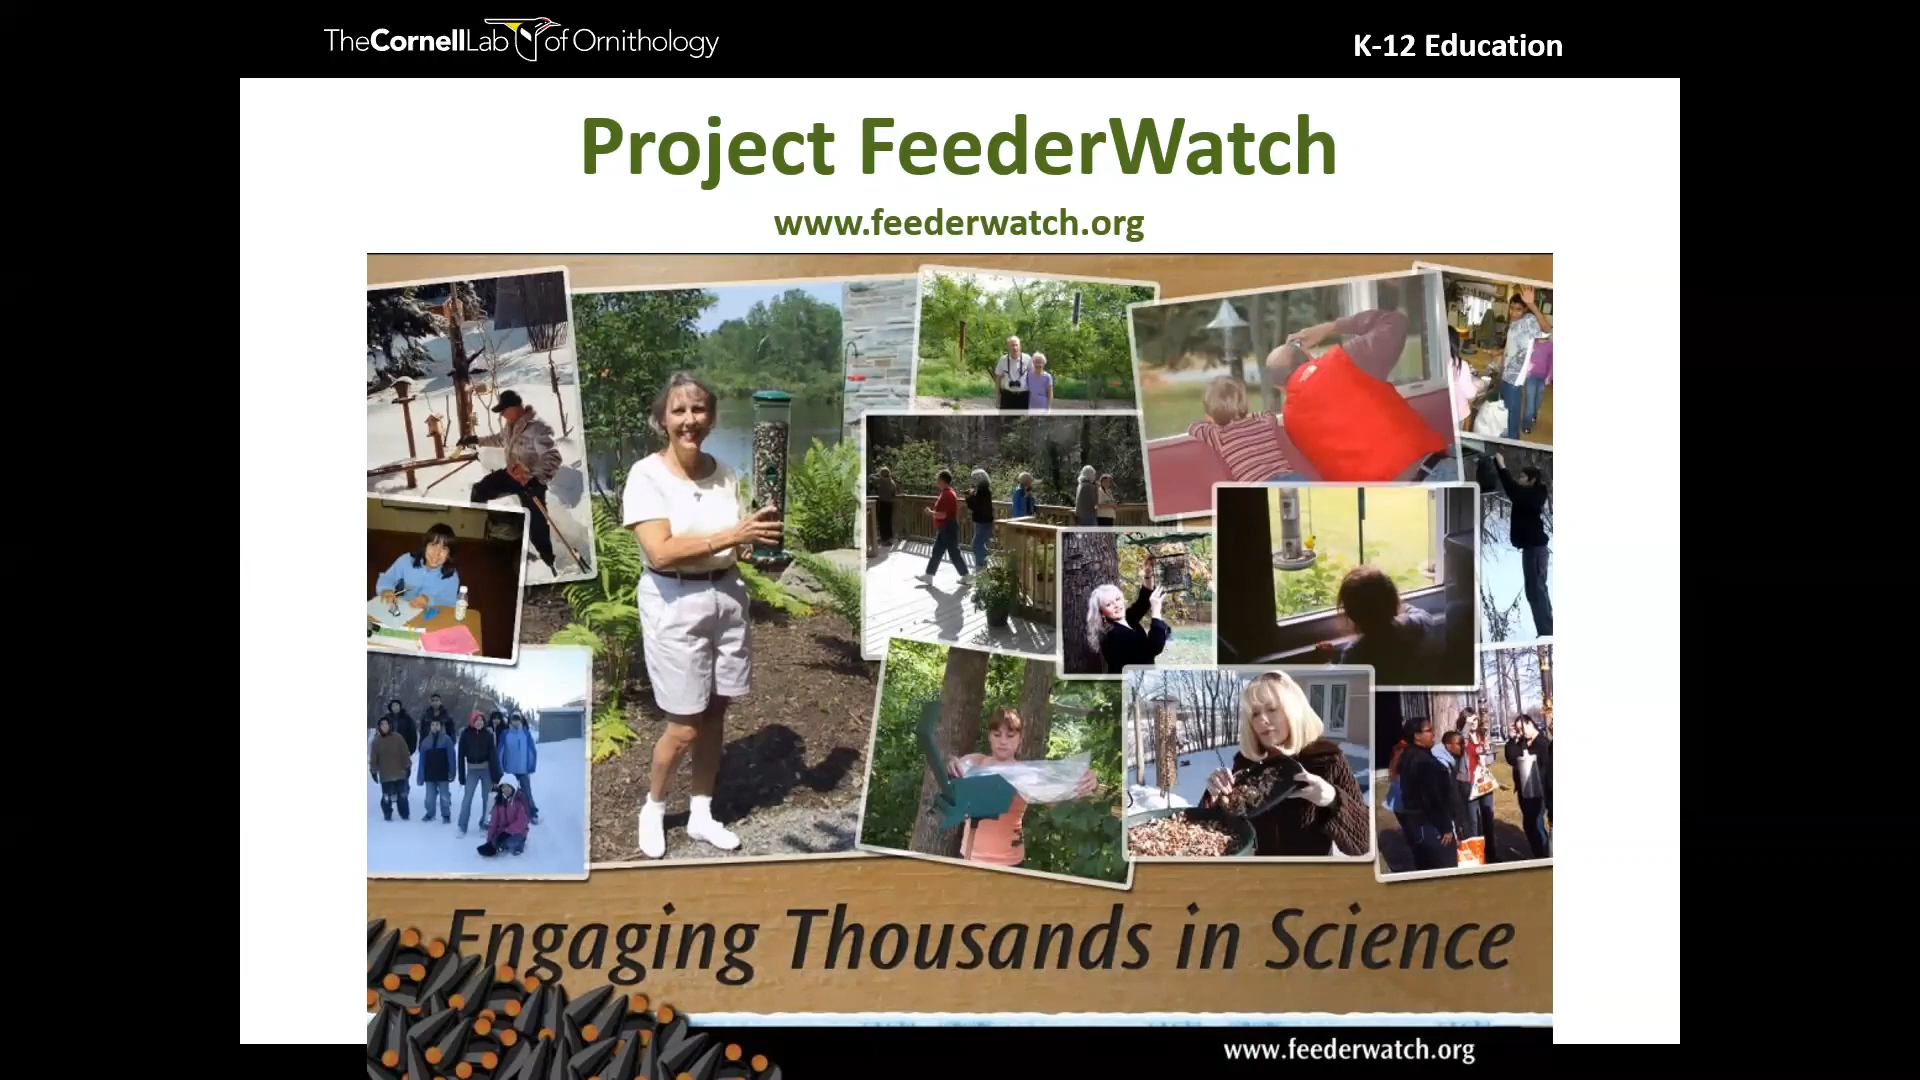 TheCornellLab of Ornithology
K-12 Education
Project FeederWatch
www.feederwatch.org
Engaging Thousands in Science
www.feederwatch.org